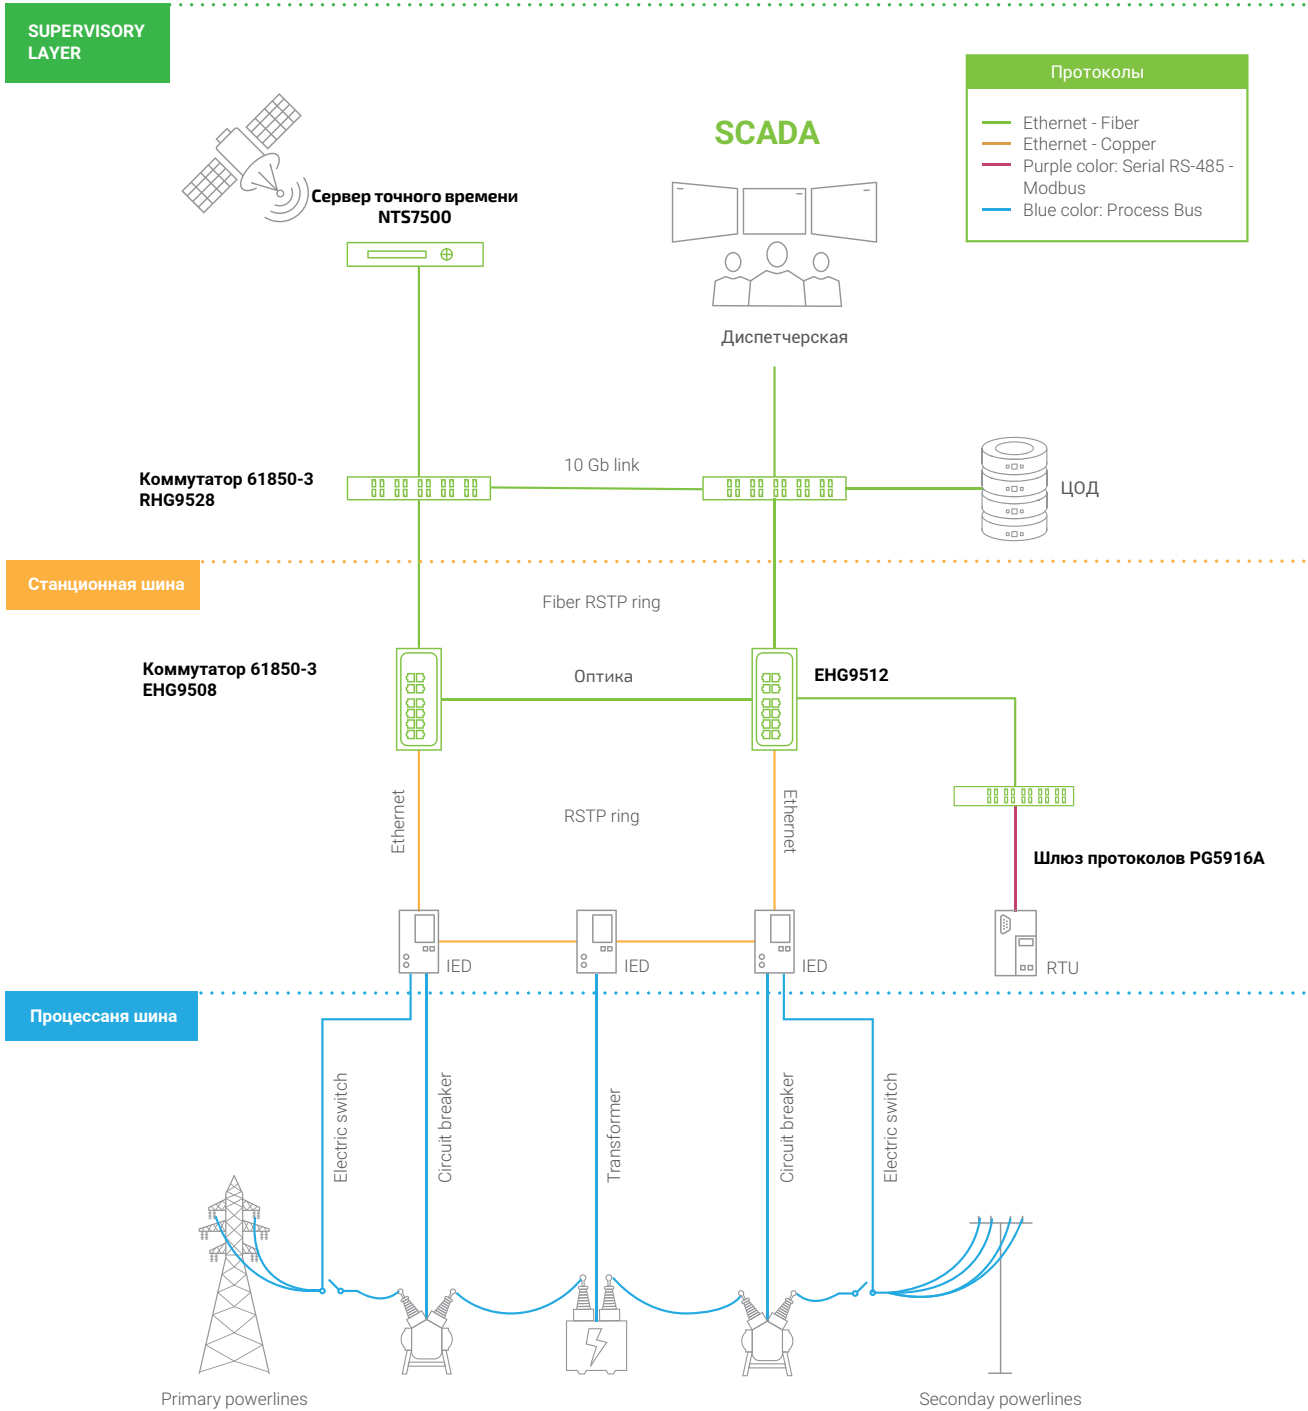 SUPERVISORY
LAYER
Протоколы
Ethernet - Fiber
Ethernet - Copper
Purple color: Serial RS-485 -
Modbus
Blue color: Process Bus
SCADA
Сервер точного времени
NTS7500
Диспетчерская
10 Gb link
Коммутатор 61850-3
RHG9528
ЦОД
Станционная шина
Fiber RSTP ring
Коммутатор 61850-3
EHG9508
Оптика
EHG9512
Ethernet
RSTP ring
Ethernet
Шлюз протоколов PG5916A
IED
IED
IED
RTU
Процессаня шина
Electric switch
Circuit breaker
Transformer
Circuit breaker
Electric switch
Primary powerlines
Seconday powerlines